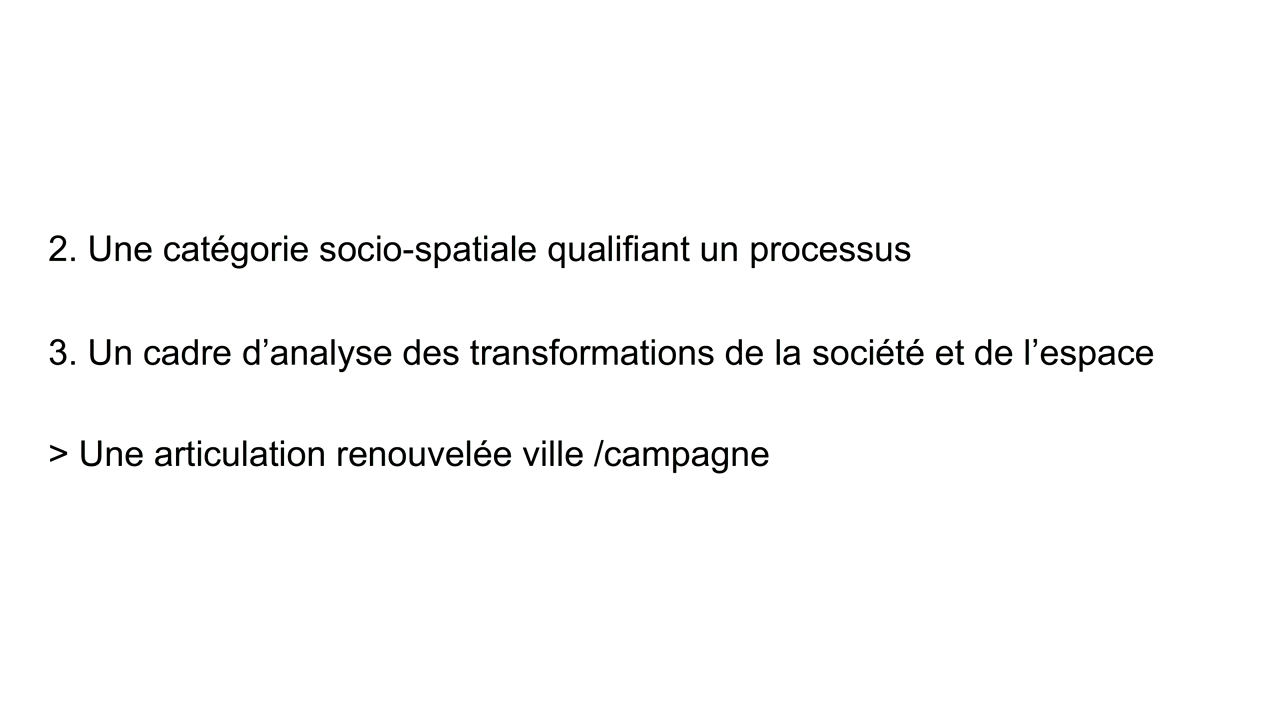 2. Une catégorie socio-spatiale qualifiant un processus
3. Un cadre d’analyse des transformations de la société et de l’espace
> Une articulation renouvelée ville /campagne